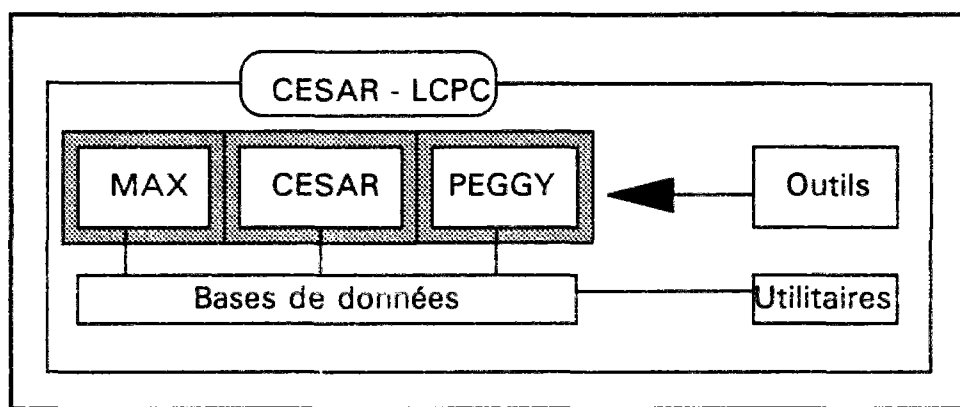 CESAR - LCPC
MAX
CESAR
PEGGY
Outils
Bases de données
Utilitaires